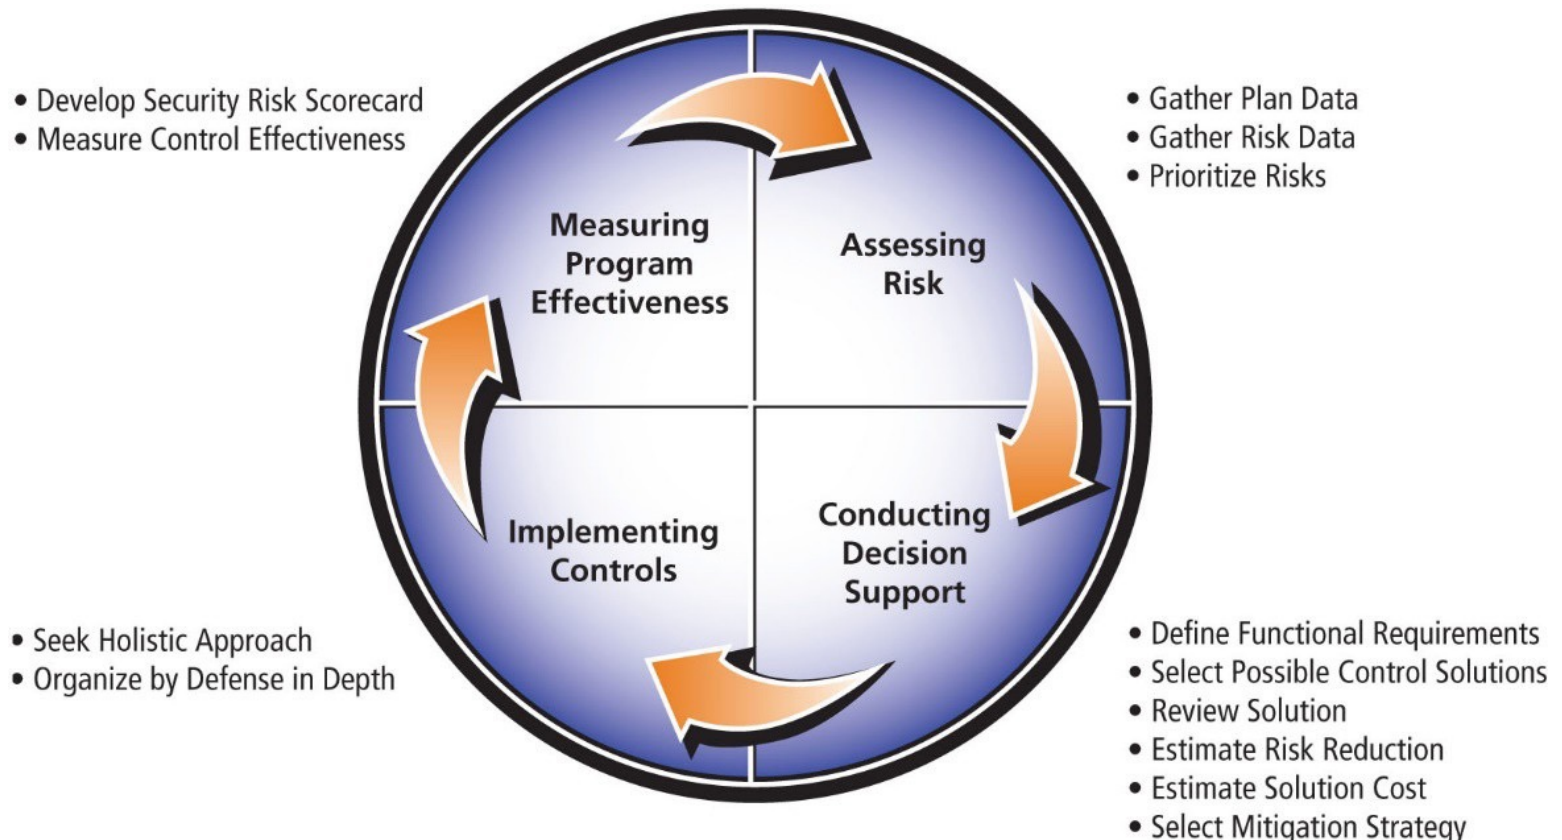 • Develop Security Risk Scorecard
• Measure Control Effectiveness
• Gather Plan Data
• Gather Risk Data
• Prioritize Risks
Measuring
Program
Effectiveness
Assessing
Risk
Implementing
Controls
Conducting
Decision
Support
• Seek Holistic Approach
• Organize by Defense in Depth
• Define Functional Requirements
• Select Possible Control Solutions
• Review Solution
• Estimate Risk Reduction
• Estimate Solution Cost
• Select Mitigation Strategy